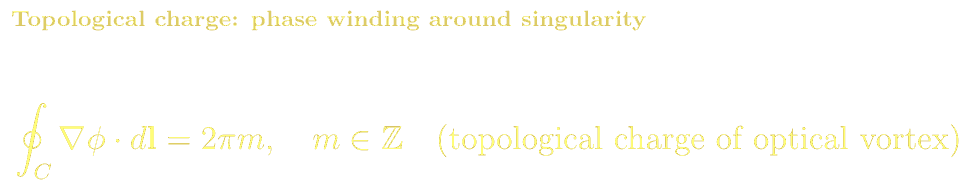 Topological charge: phase winding around singularity
∮_C ∇ϕ · d𝐥 = 2πm,  m ∈ ℤ  (topological charge of optical vortex)